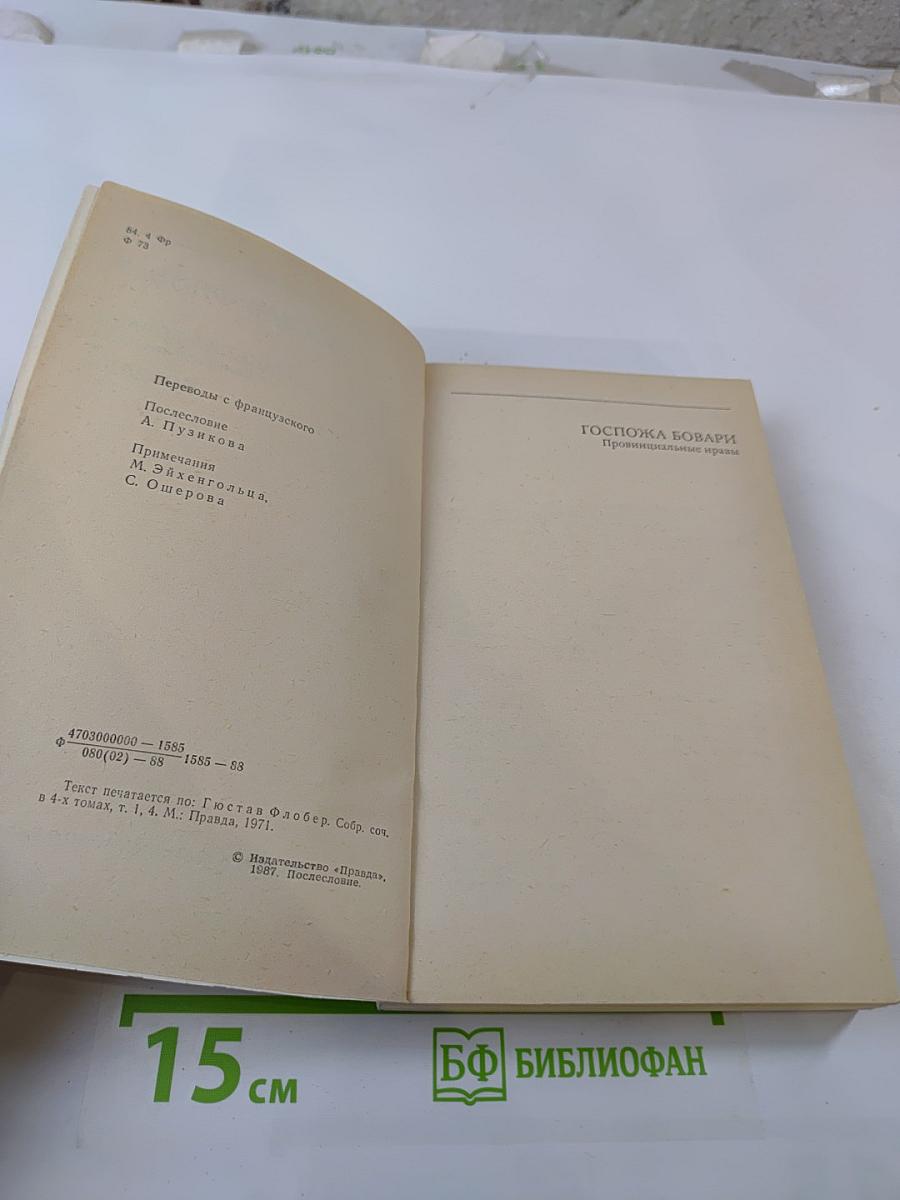 84. 4 Фр
Ф 73
Переводы с французского
Послесловие
А. Пузикова
Примечания
М. Эйхенгольца,
С. Ошерова
Ф 4703000000 — 1585
080(02) — 88
1585 — 88
Текст печатается по: Гюстав Флобер. Собр. соч.
в 4-х томах, т. 1, 4. М.: Правда, 1971.
© Издательство «Правда»,
1987. Послесловие.
ГОСПОЖА БОВАРИ
Провинциальные нравы
15 см
БФ БИБЛИОФАН